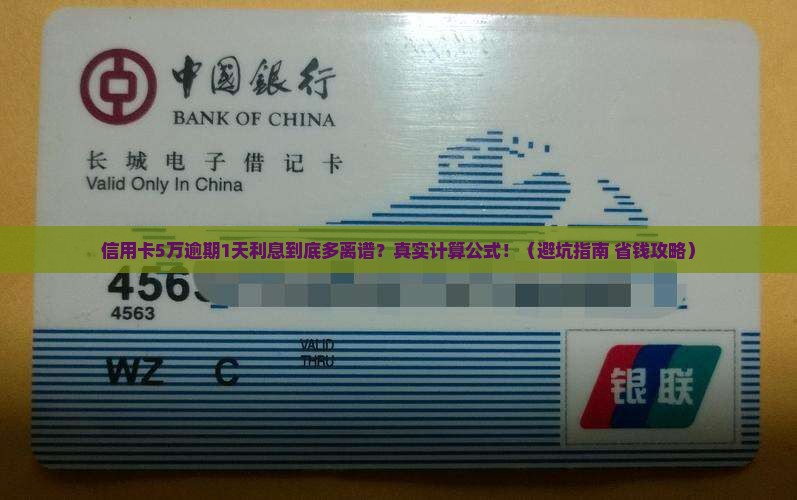 中國銀行
BANK OF CHINA
长城电子借记卡
Valid Only In China
信用卡5万逾期1天利息到底多离谱？真实计算公式！（避坑指南 省钱攻略）
456
4563
VALID
THRU
WZ C
银联